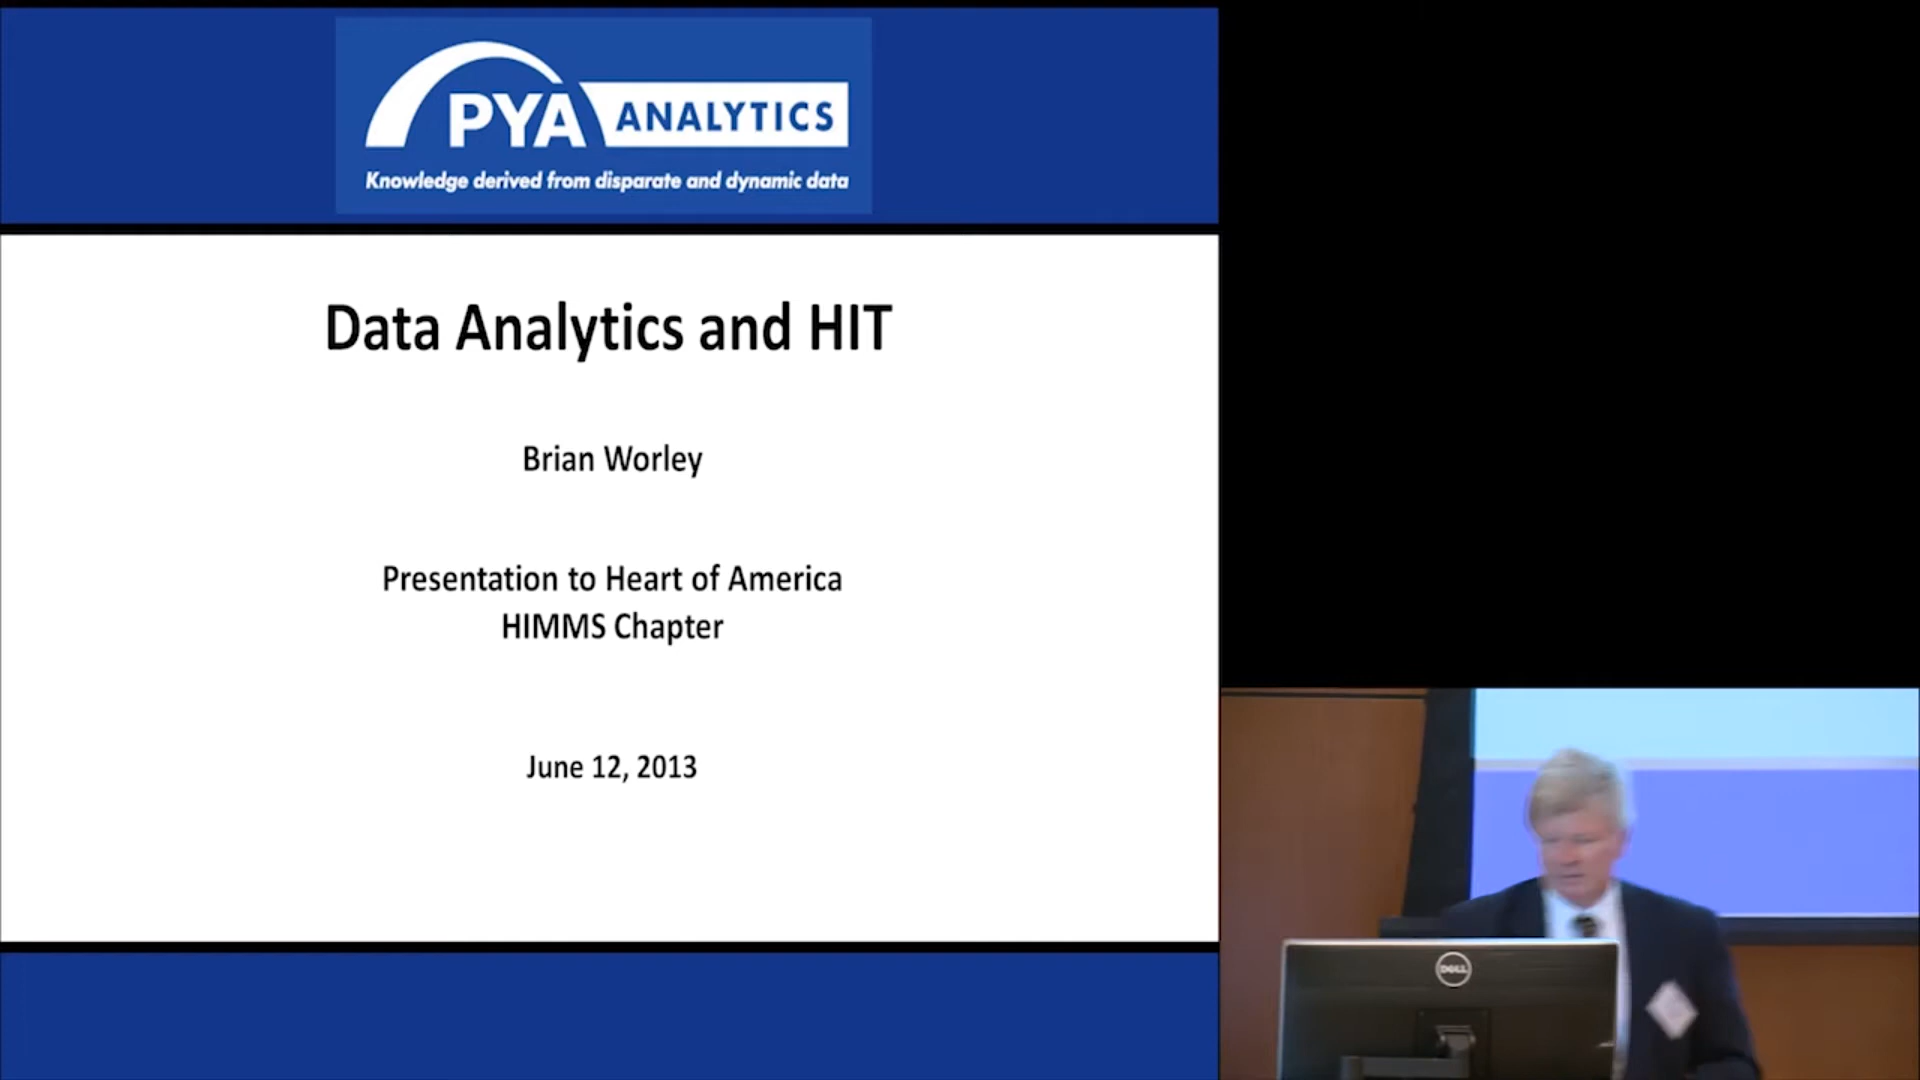 PYA ANALYTICS
Knowledge derived from disparate and dynamic data
Data Analytics and HIT
Brian Worley
Presentation to Heart of America
HIMMS Chapter
June 12, 2013
DELL